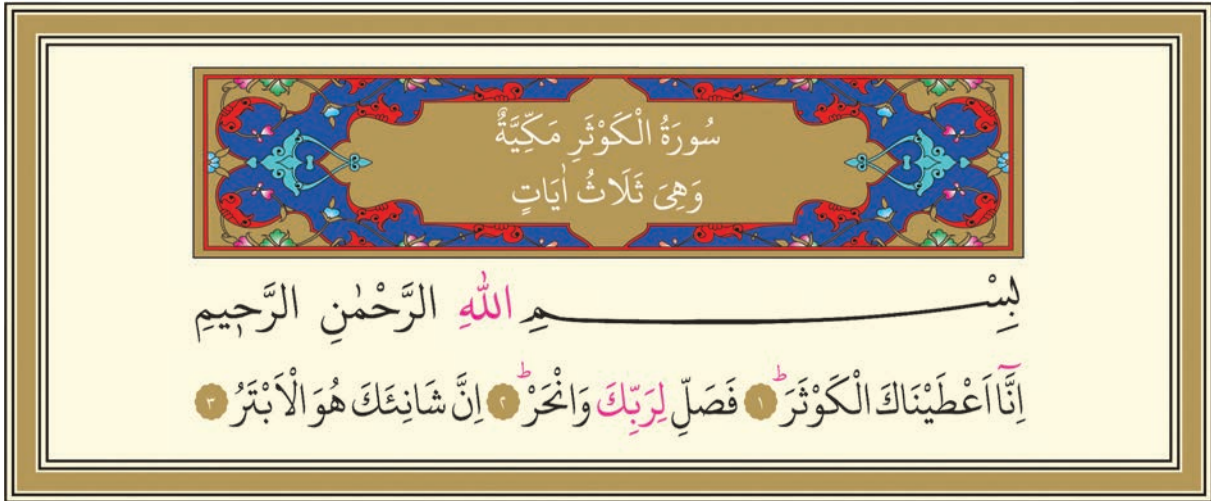 سُورَةُ الْكَوْثَرِ مَكِّيَّةٌ
وَهِىَ ثَلَاثُ اٰيَاتٍ
بِسْمِ اللّٰهِ الرَّحْمٰنِ الرَّحٖيمِ
اِنَّٓا اَعْطَيْنَاكَ الْكَوْثَرَۜ ﴿١﴾ فَصَلِّ لِرَبِّكَ وَانْحَرْۜ ﴿٢﴾ اِنَّ شَانِئَكَ هُوَ الْاَبْتَرُ ﴿٣﴾